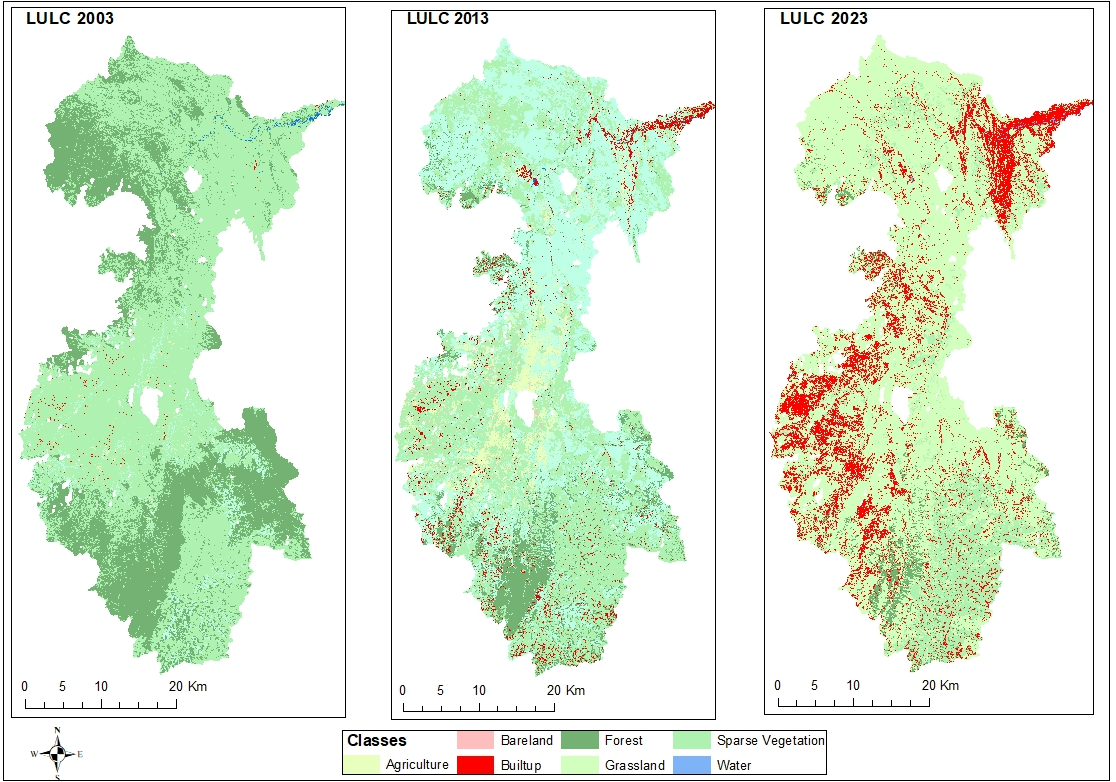 LULC 2003
LULC 2013
LULC 2023
0 5 10 20 Km
0 5 10 20 Km
0 5 10 20 Km
N
W E
S
Classes
Bareland
Forest
Sparse Vegetation
Agriculture
Builtup
Grassland
Water